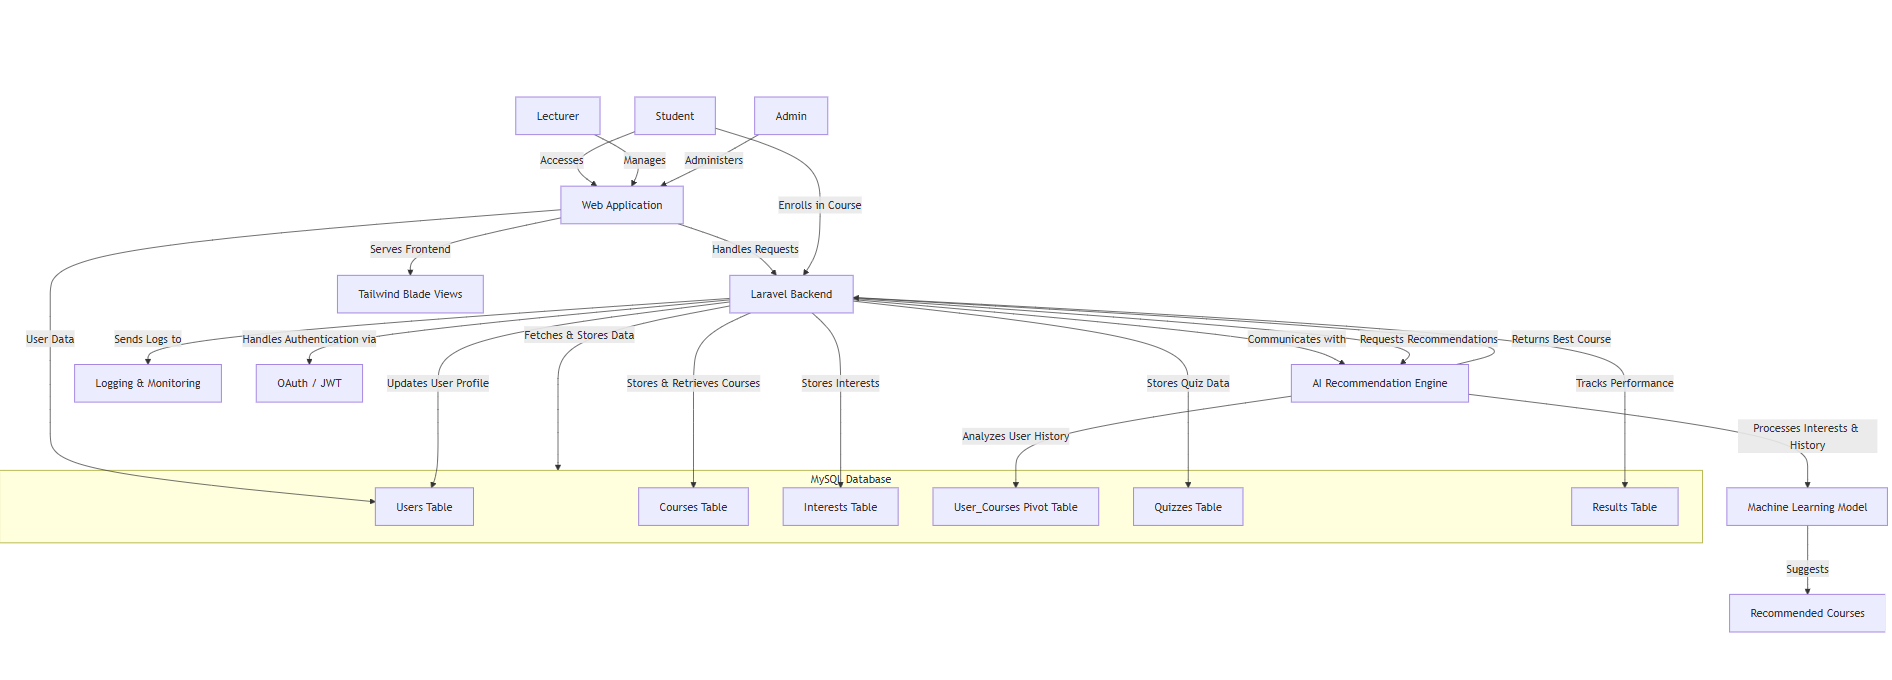 Lecturer
Student
Admin
Accesses
Manages
Administers
Web Application
Enrolls in Course
Serves Frontend
Handles Requests
Tailwind Blade Views
Laravel Backend
User Data
Sends Logs to
Handles Authentication via
Fetches & Stores Data
Communicates with
Requests Recommendations
Returns Best Course
Logging & Monitoring
OAuth / JWT
Updates User Profile
Stores & Retrieves Courses
Stores Interests
Stores Quiz Data
AI Recommendation Engine
Tracks Performance
Analyzes User History
Processes Interests &
History
MySQL Database
Users Table
Courses Table
Interests Table
User_Courses Pivot Table
Quizzes Table
Results Table
Machine Learning Model
Suggests
Recommended Courses